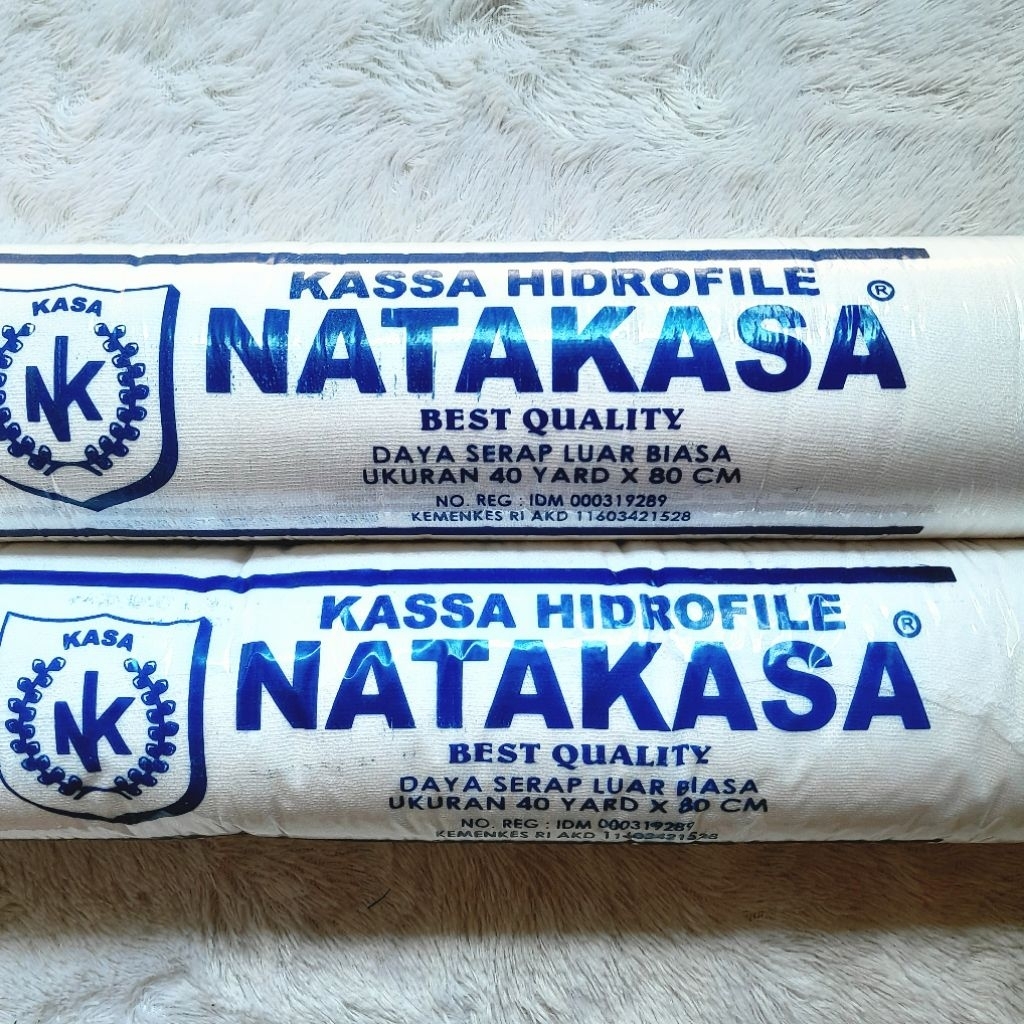 KASA
NK
KASSA HIDROFILE
NATAKASA®
BEST QUALITY
DAYA SERAP LUAR BIASA
UKURAN 40 YARD X 80 CM
NO. REG : IDM 000319289
KEMENKES RI AKD 11603421528
KASA
NK
KASSA HIDROFILE
NATAKASA®
BEST QUALITY
DAYA SERAP LUAR BIASA
UKURAN 40 YARD X 80 CM
NO. REG : IDM 000319289
KEMENKES RI AKD 11603421528